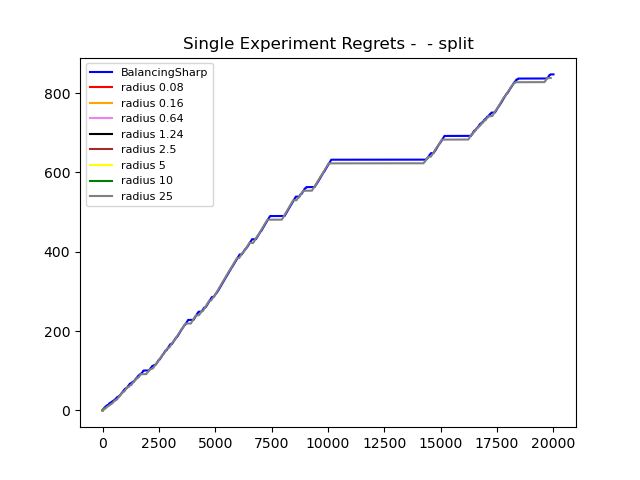 Single Experiment Regrets -  - split
BalancingSharp
radius 0.08
radius 0.16
radius 0.64
radius 1.24
radius 2.5
radius 5
radius 10
radius 25
800
600
400
200
0
0 2500 5000 7500 10000 12500 15000 17500 20000